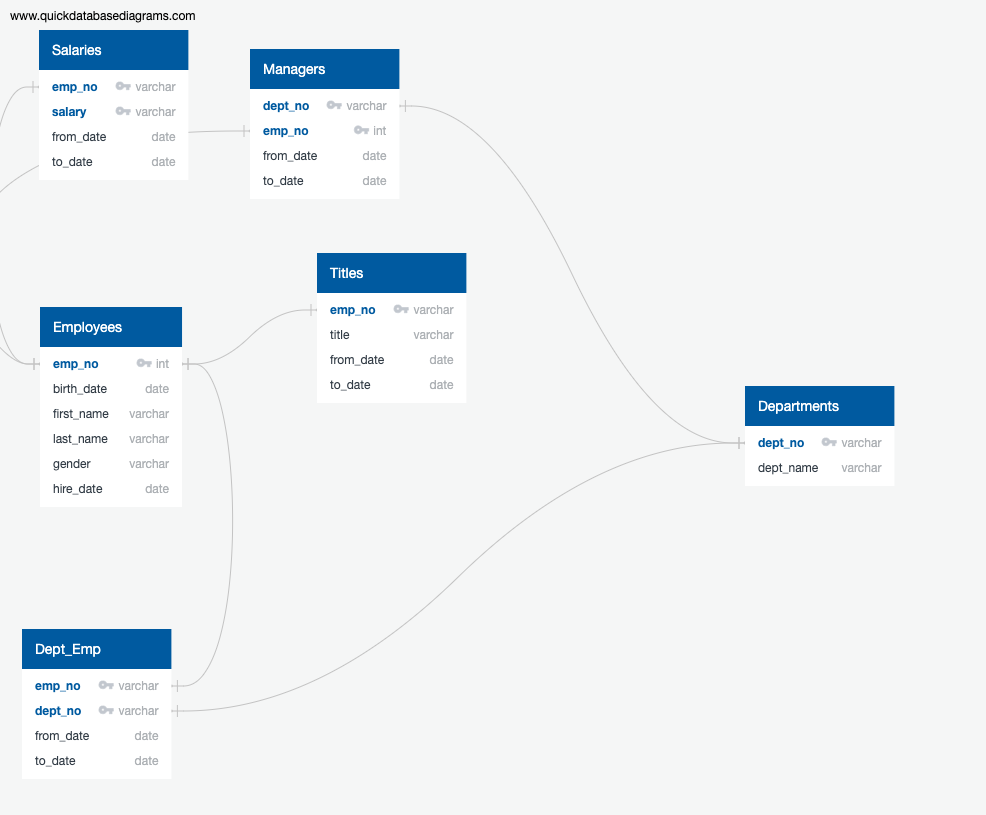 www.quickdatabasediagrams.com
Salaries
emp_no varchar
salary varchar
from_date date
to_date date
Managers
dept_no varchar
emp_no int
from_date date
to_date date
Titles
emp_no varchar
title varchar
from_date date
to_date date
Employees
emp_no int
birth_date date
first_name varchar
last_name varchar
gender varchar
hire_date date
Departments
dept_no varchar
dept_name varchar
Dept_Emp
emp_no varchar
dept_no varchar
from_date date
to_date date